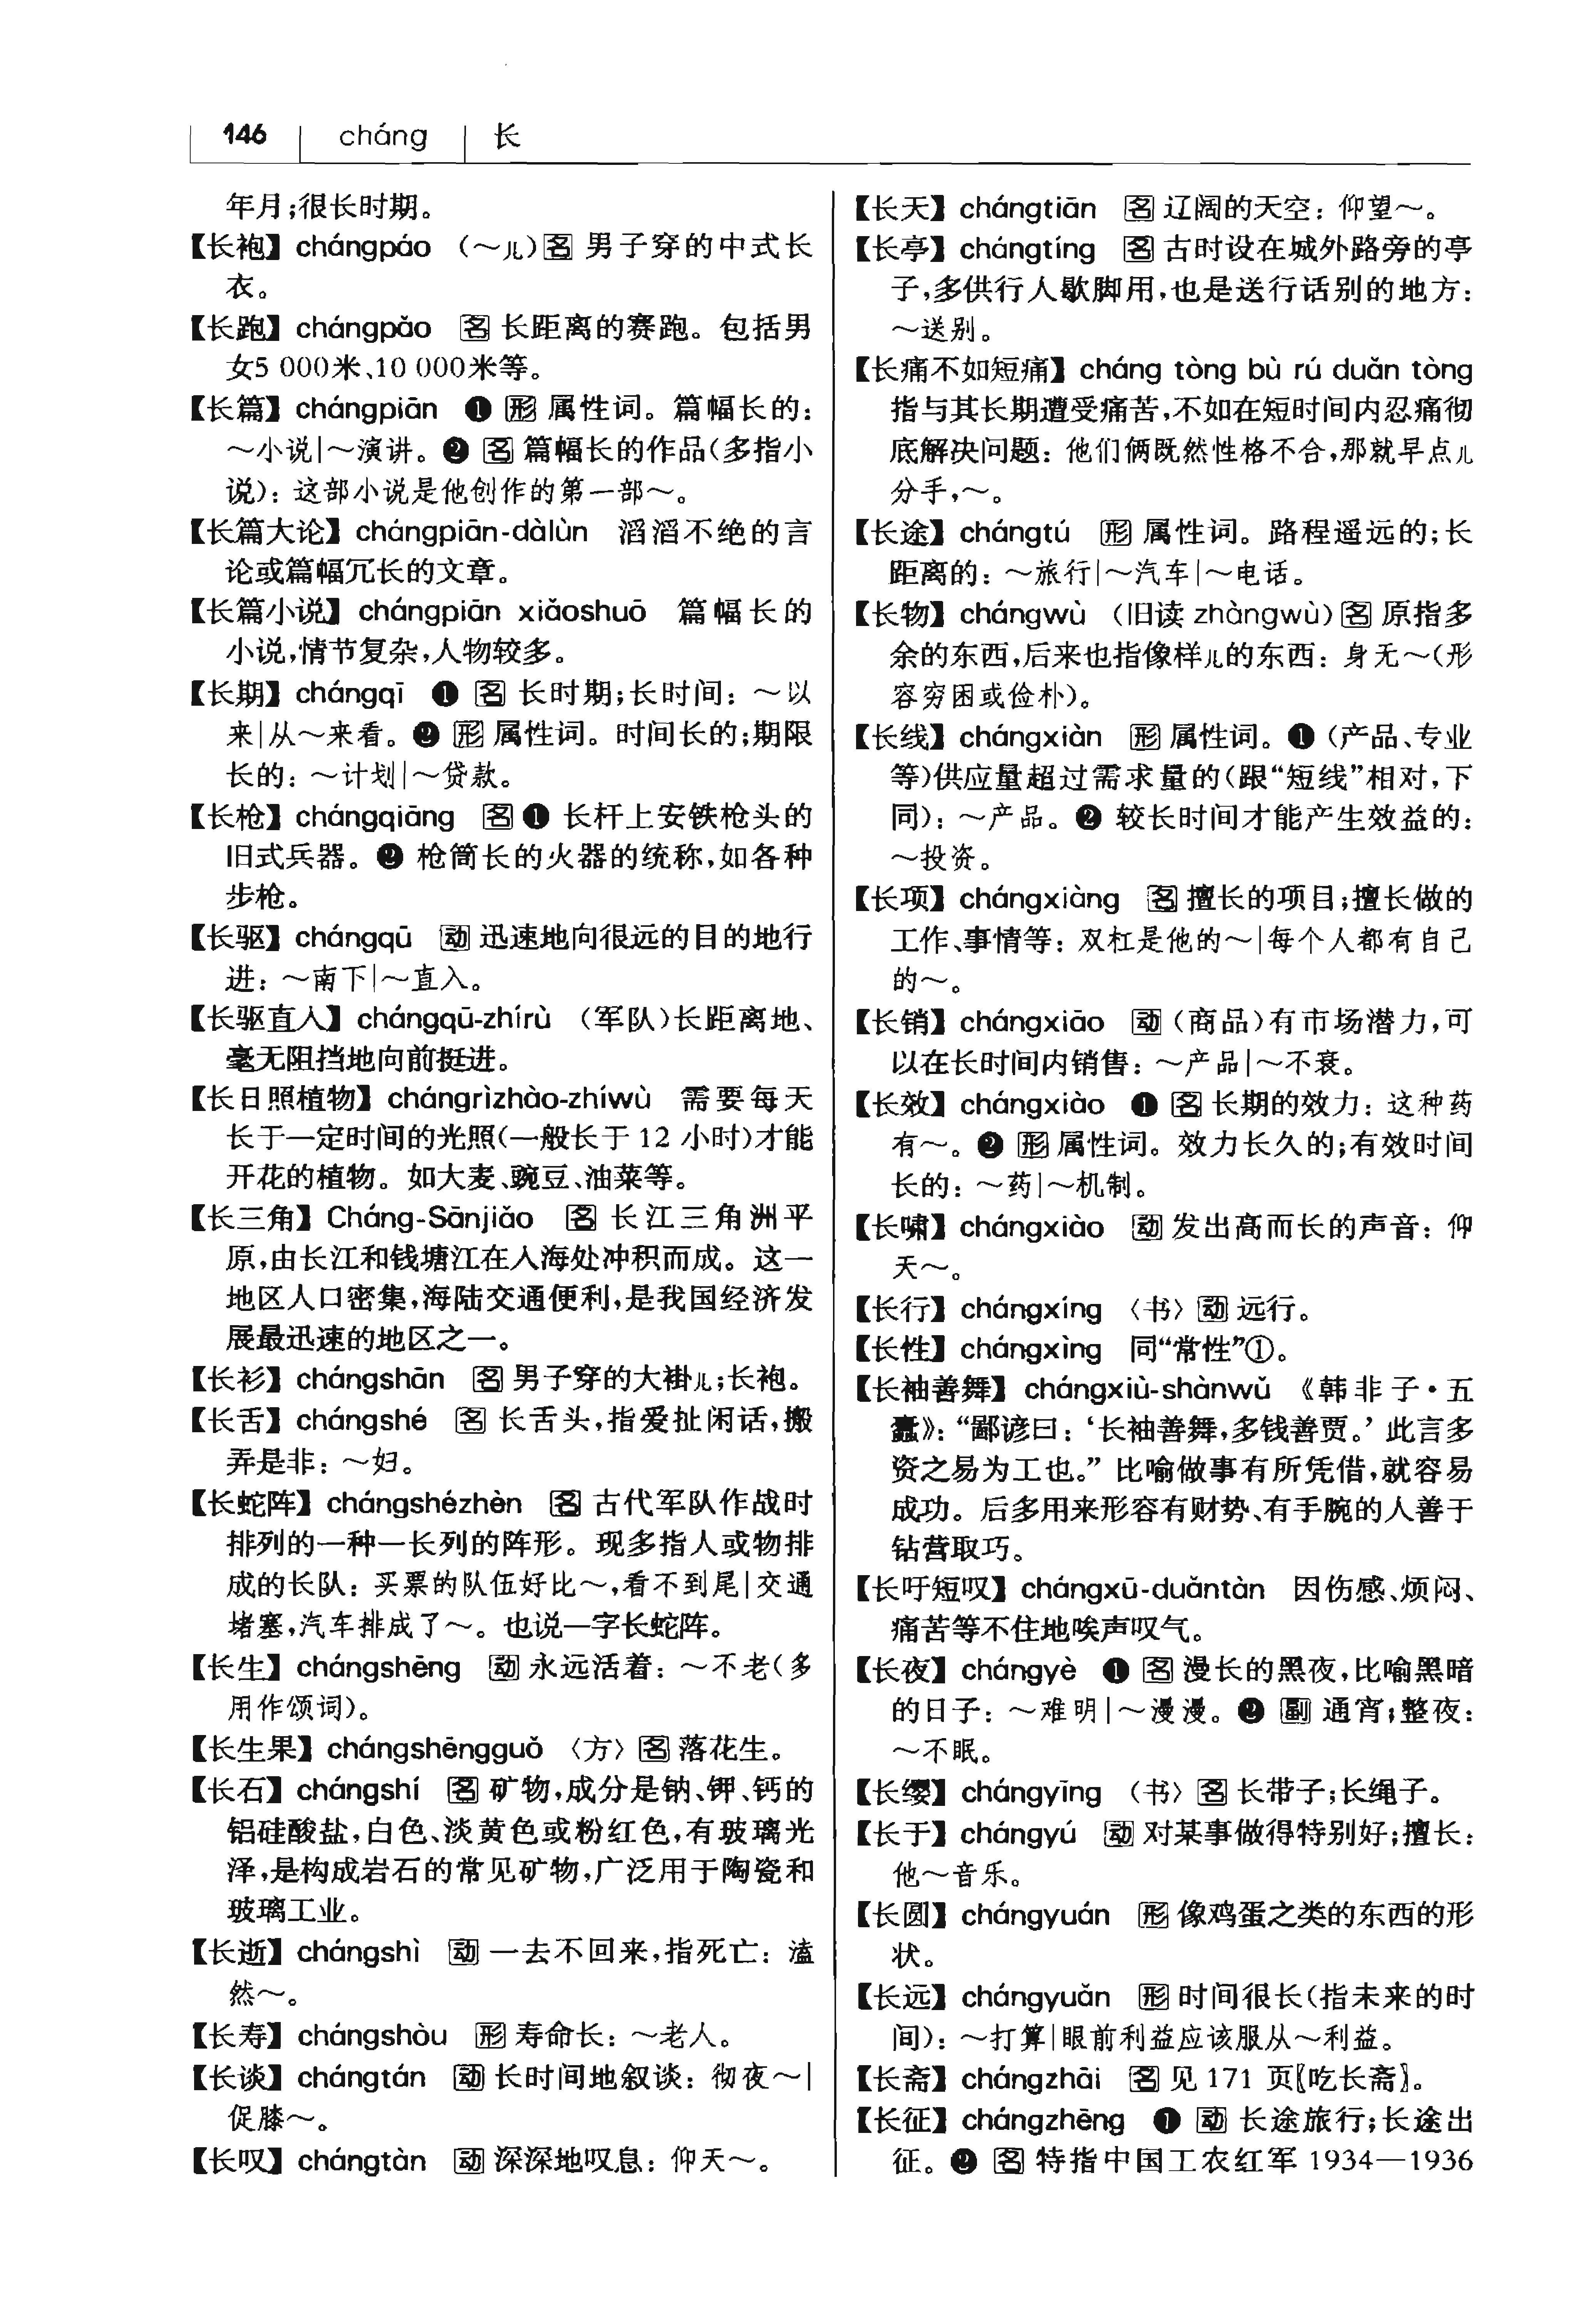 146 cháng 长
年月;很长时期。
【长袍】 chángpáo (～儿)名 男子穿的中式长
衣。
【长跑】 chángpǎo 名 长距离的赛跑。包括男
女5 000米、10 000米等。
【长篇】 chángpiān ❶ 形 属性词。篇幅长的:
～小说|～演讲。❷ 名 篇幅长的作品(多指小
说): 这部小说是他创作的第一部～。
【长篇大论】 chángpiān-dàlùn 滔滔不绝的言
论或篇幅冗长的文章。
【长篇小说】 chángpiān xiǎoshuō 篇幅长的
小说,情节复杂,人物较多。
【长期】 chángqī ❶ 名 长时期;长时间: ～以
来|从～来看。❷ 形 属性词。时间长的;期限
长的: ～计划|～贷款。
【长枪】 chángqiāng 名 ❶ 长杆上安铁枪头的
旧式兵器。❷ 枪筒长的火器的统称,如各种
步枪。
【长驱】 chángqū 动 迅速地向很远的目的地行
进: ～南下|～直入。
【长驱直入】 chángqū-zhírù (军队)长距离地、
毫无阻挡地向前挺进。
【长日照植物】 chángrìzhào-zhíwù 需要每天
长于一定时间的光照(一般长于 12 小时)才能
开花的植物。如大麦、豌豆、油菜等。
【长三角】 Cháng-Sānjiǎo 名 长江三角洲平
原,由长江和钱塘江在入海处冲积而成。这一
地区人口密集,海陆交通便利,是我国经济发
展最迅速的地区之一。
【长衫】 chángshān 名 男子穿的大褂儿;长袍。
【长舌】 chángshé 名 长舌头,指爱扯闲话,搬
弄是非: ～妇。
【长蛇阵】 chángshézhèn 名 古代军队作战时
排列的一种一长列的阵形。现多指人或物排
成的长队: 买票的队伍好比～,看不到尾|交通
堵塞,汽车排成了～。也说一字长蛇阵。
【长生】 chángshēng 动 永远活着: ～不老(多
用作颂词)。
【长生果】 chángshēngguǒ 〈方〉 名 落花生。
【长石】 chángshí 名 矿物,成分是钠、钾、钙的
铝硅酸盐,白色、淡黄色或粉红色,有玻璃光
泽,是构成岩石的常见矿物,广泛用于陶瓷和
玻璃工业。
【长逝】 chángshì 动 一去不回来,指死亡: 溘
然～。
【长寿】 chángshòu 形 寿命长: ～老人。
【长谈】 chángtán 动 长时间地叙谈: 彻夜～|
促膝～。
【长叹】 chángtàn 动 深深地叹息: 仰天～。
【长天】 chángtiān 名 辽阔的天空: 仰望～。
【长亭】 chángtíng 名 古时设在城外路旁的亭
子,多供行人歇脚用,也是送行话别的地方:
～送别。
【长痛不如短痛】 cháng tòng bù rú duǎn tòng
指与其长期遭受痛苦,不如在短时间内忍痛彻
底解决问题: 他们俩既然性格不合,那就早点儿
分手,～。
【长途】 chángtú 形 属性词。路程遥远的;长
距离的: ～旅行|～汽车|～电话。
【长物】 chángwù (旧读 zhàngwù) 名 原指多
余的东西,后来也指像样儿的东西: 身无～(形
容穷困或俭朴)。
【长线】 chángxiàn 形 属性词。❶ (产品、专业
等)供应量超过需求量的(跟“短线”相对,下
同): ～产品。❷ 较长时间才能产生效益的:
～投资。
【长项】 chángxiàng 名 擅长的项目;擅长做的
工作、事情等: 双杠是他的～|每个人都有自己
的～。
【长销】 chángxiāo 动 (商品)有市场潜力,可
以在长时间内销售: ～产品|～不衰。
【长效】 chángxiào ❶ 名 长期的效力: 这种药
有～。❷ 形 属性词。效力长久的;有效时间
长的: ～药|～机制。
【长啸】 chángxiào 动 发出高而长的声音: 仰
天～。
【长行】 chángxíng 〈书〉 动 远行。
【长性】 chángxìng 同“常性”①。
【长袖善舞】 chángxiù-shànwǔ 《韩非子·五
蠹》: “鄙谚曰: ‘长袖善舞,多钱善贾。’此言多
资之易为工也。” 比喻做事有所凭借,就容易
成功。后多用来形容有财势、有手腕的人善于
钻营取巧。
【长吁短叹】 chángxū-duǎntàn 因伤感、烦闷、
痛苦等不住地唉声叹气。
【长夜】 chángyè ❶ 名 漫长的黑夜,比喻黑暗
的日子: ～难明|～漫漫。❷ 副 通宵;整夜:
～不眠。
【长缨】 chángyīng 〈书〉 名 长带子;长绳子。
【长于】 chángyú 动 对某事做得特别好;擅长:
他～音乐。
【长圆】 chángyuán 形 像鸡蛋之类的东西的形
状。
【长远】 chángyuǎn 形 时间很长(指未来的时
间): ～打算|眼前利益应该服从～利益。
【长斋】 chángzhāi 名 见 171 页〖吃长斋〗。
【长征】 chángzhēng ❶ 动 长途旅行;长途出
征。❷ 名 特指中国工农红军 1934—1936